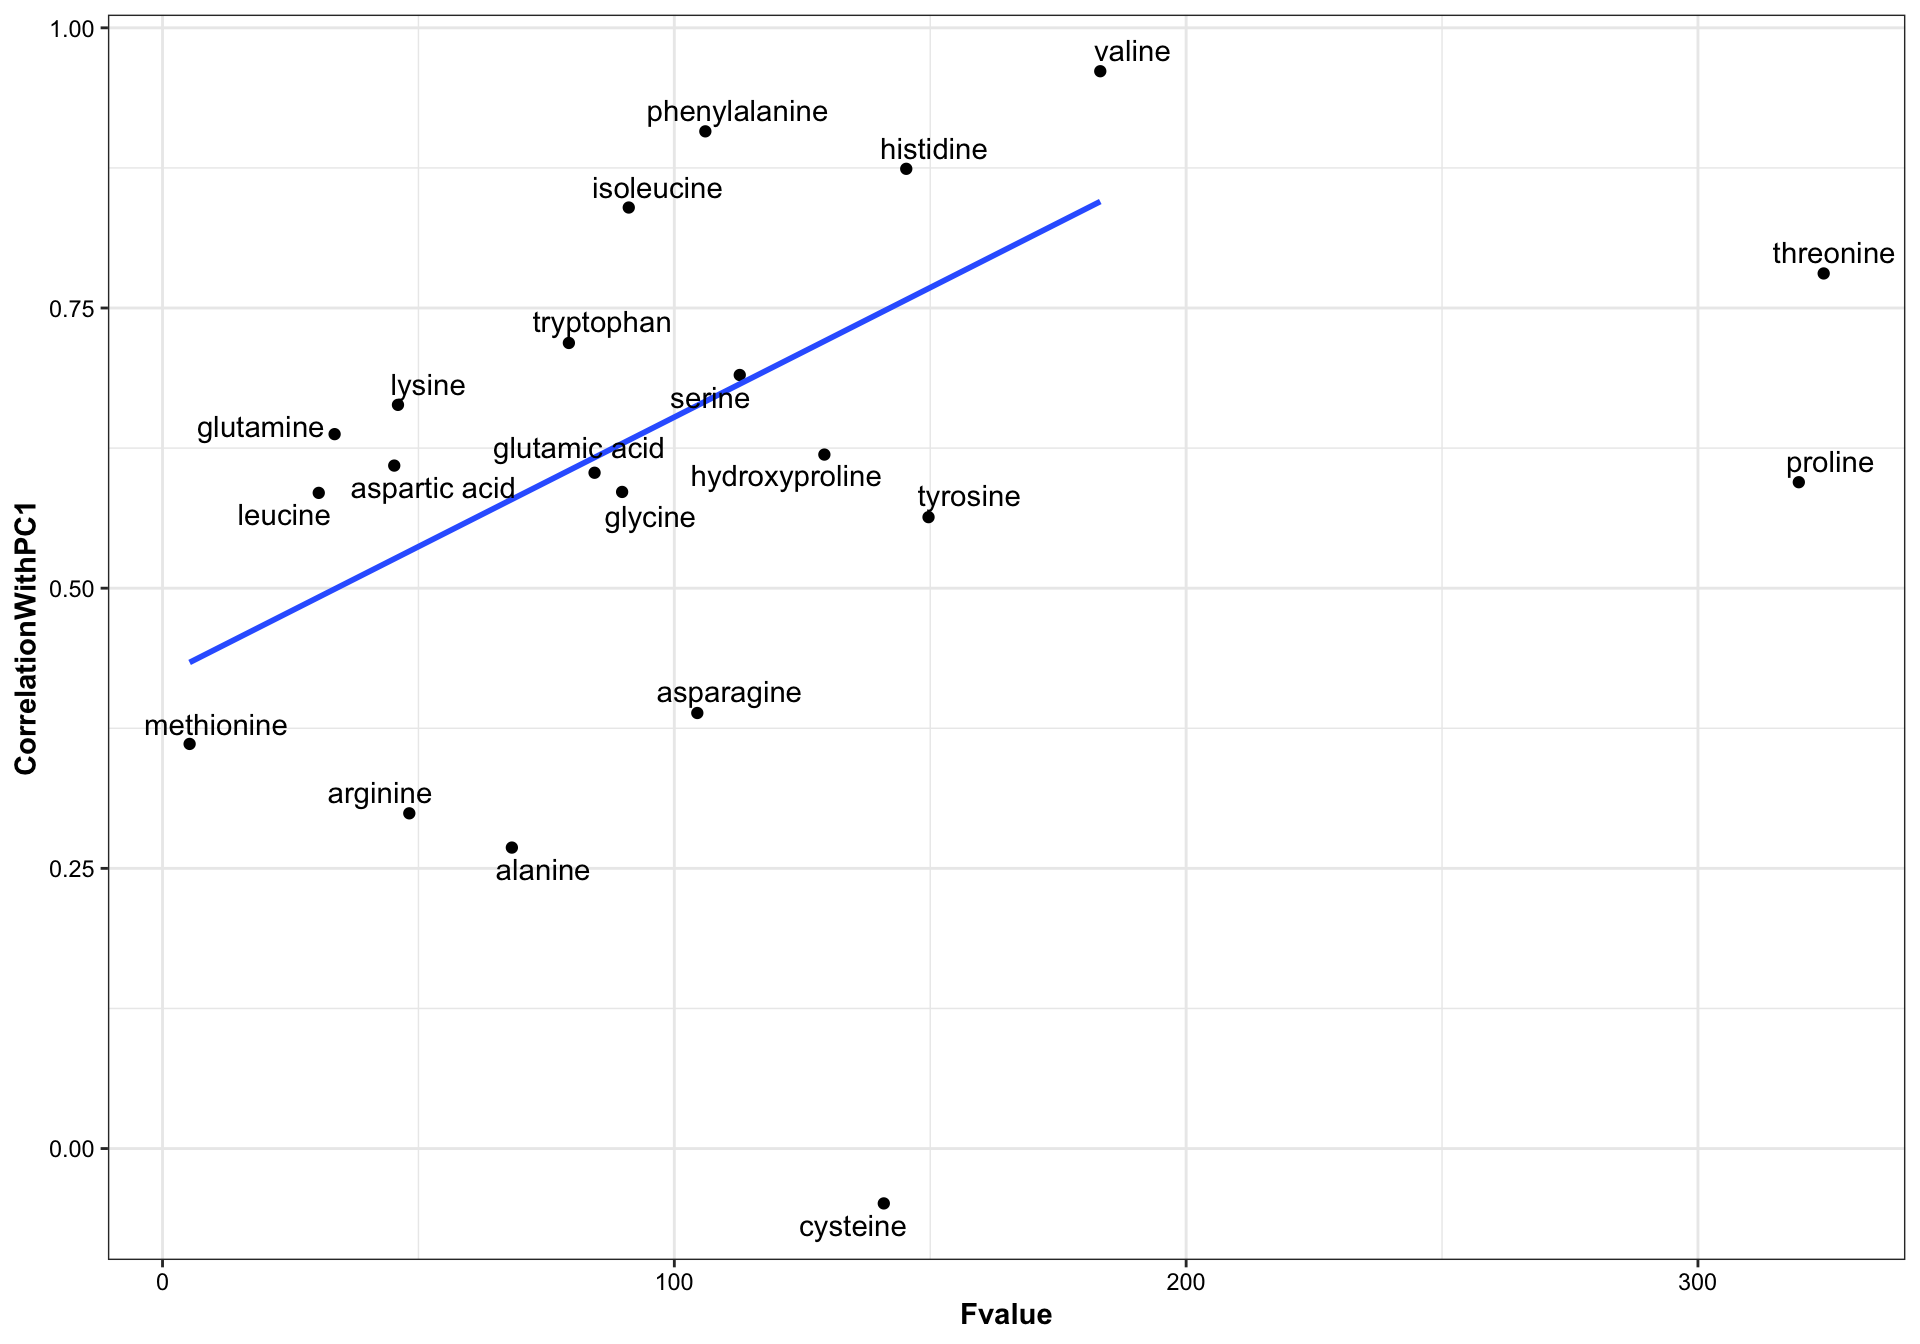 1.00
valine
phenylalanine
histidine
isoleucine
threonine
0.75
tryptophan
lysine
serine
glutamine
glutamic acid
proline
hydroxyproline
aspartic acid
tyrosine
leucine
glycine
0.50
CorrelationWithPC1
asparagine
methionine
arginine
0.25
alanine
0.00
cysteine
0
100
200
300
Fvalue